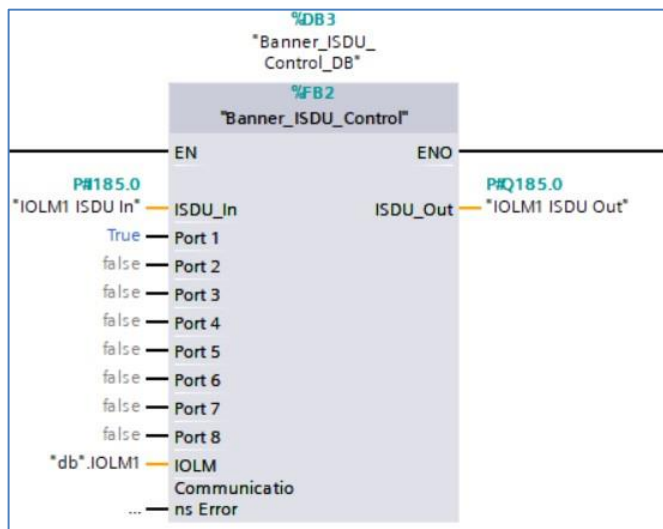 %DB3
"Banner_ISDU_
Control_DB"
%FB2
"Banner_ISDU_Control"
EN ENO
P#I185.0 P#Q185.0
"IOLM1 ISDU In" ISDU_In ISDU_Out "IOLM1 ISDU Out"
True Port 1
false Port 2
false Port 3
false Port 4
false Port 5
false Port 6
false Port 7
false Port 8
"db".IOLM1 IOLM
Communicatio
... ns Error